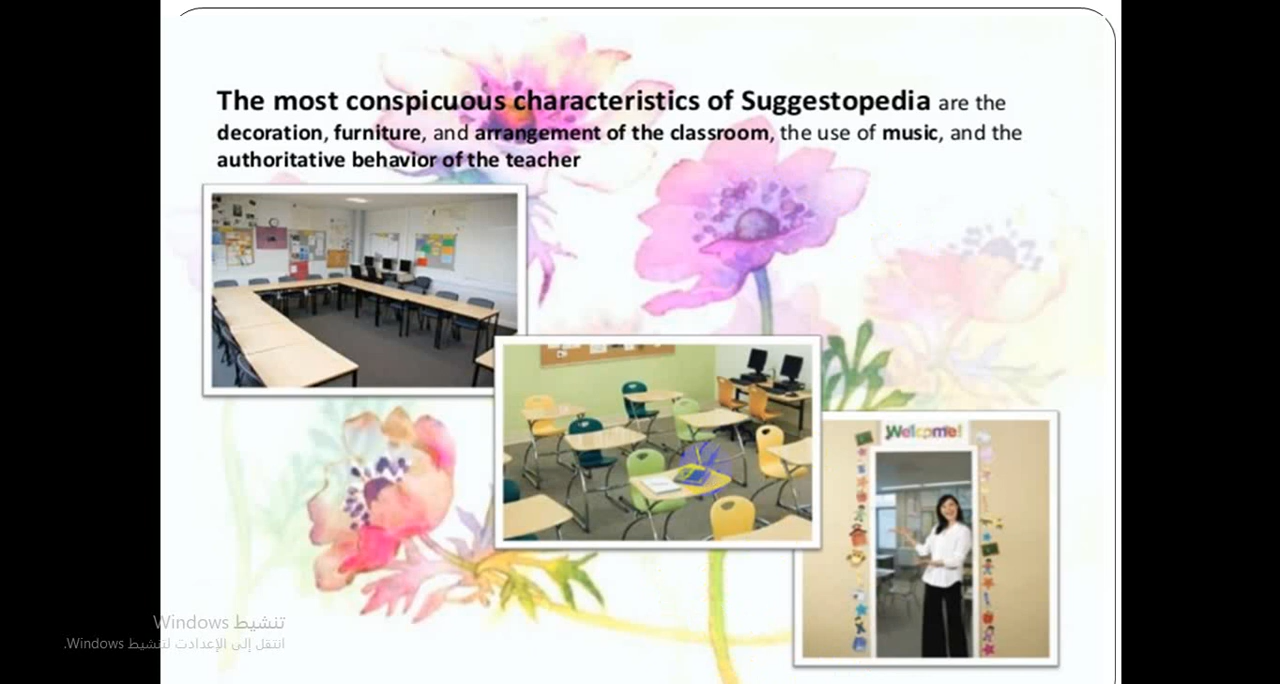 The most conspicuous characteristics of Suggestopedia are the
decoration, furniture, and arrangement of the classroom, the use of music, and the
authoritative behavior of the teacher
Welcome!
تنشيط Windows
انتقل إلى الإعدادت لتنشيط Windows.